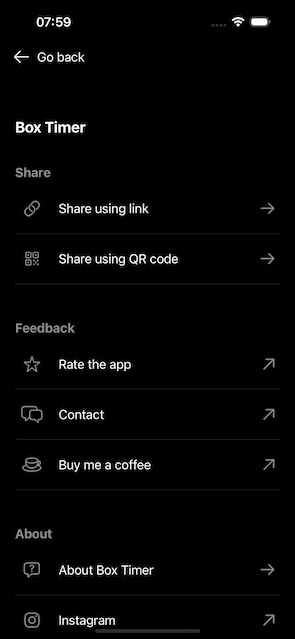 07:59
Go back
Box Timer
Share
Share using link
Share using QR code
Feedback
Rate the app
Contact
Buy me a coffee
About
About Box Timer
Instagram